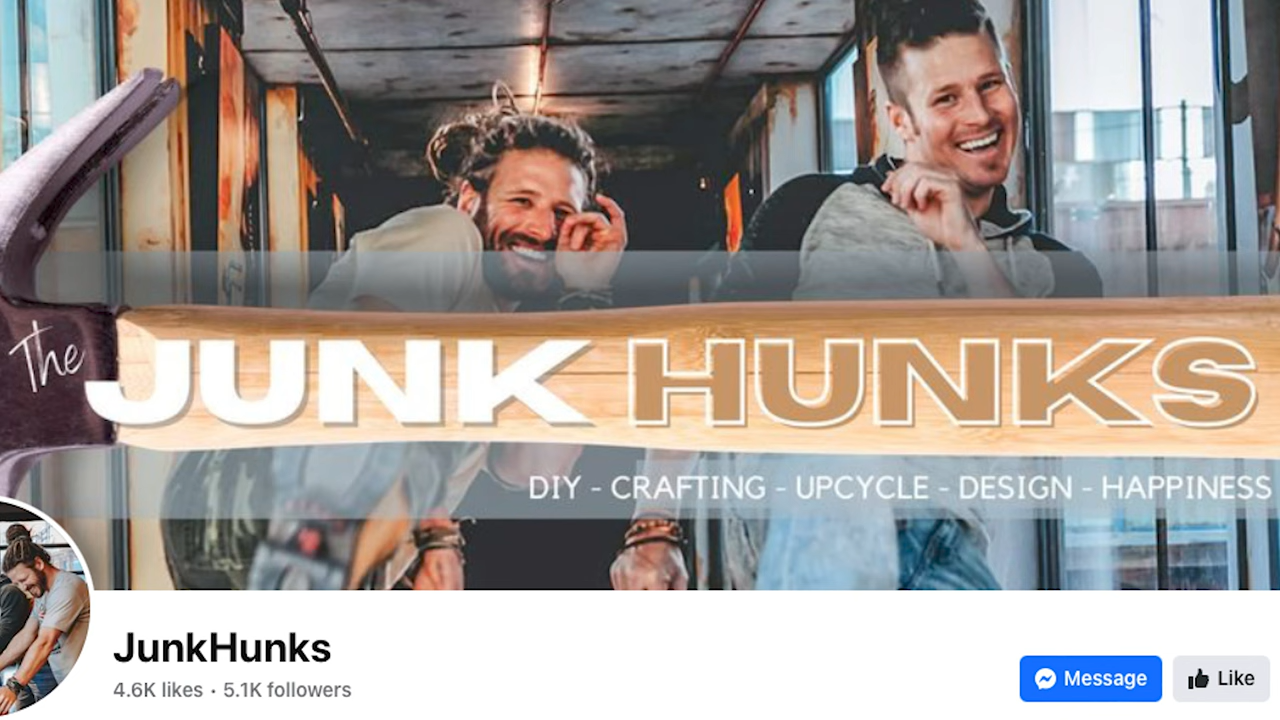 The JUNK HUNKS
DIY - CRAFTING - UPCYCLE - DESIGN - HAPPINESS
JunkHunks
4.6K likes • 5.1K followers
Message
Like